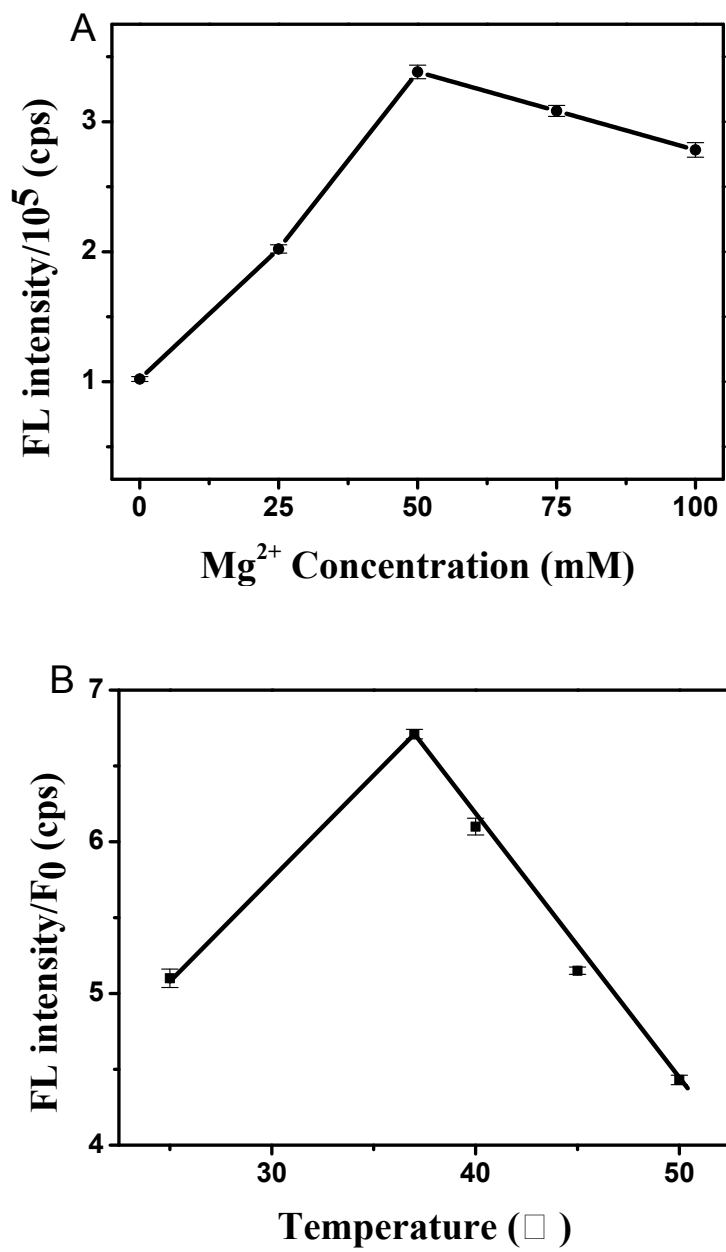 A
FL intensity/10⁵ (cps)
3
2
1
0 25 50 75 100
Mg²⁺ Concentration (mM)
B
FL intensity/F0 (cps)
7
6
5
4
30 40 50
Temperature (□ )